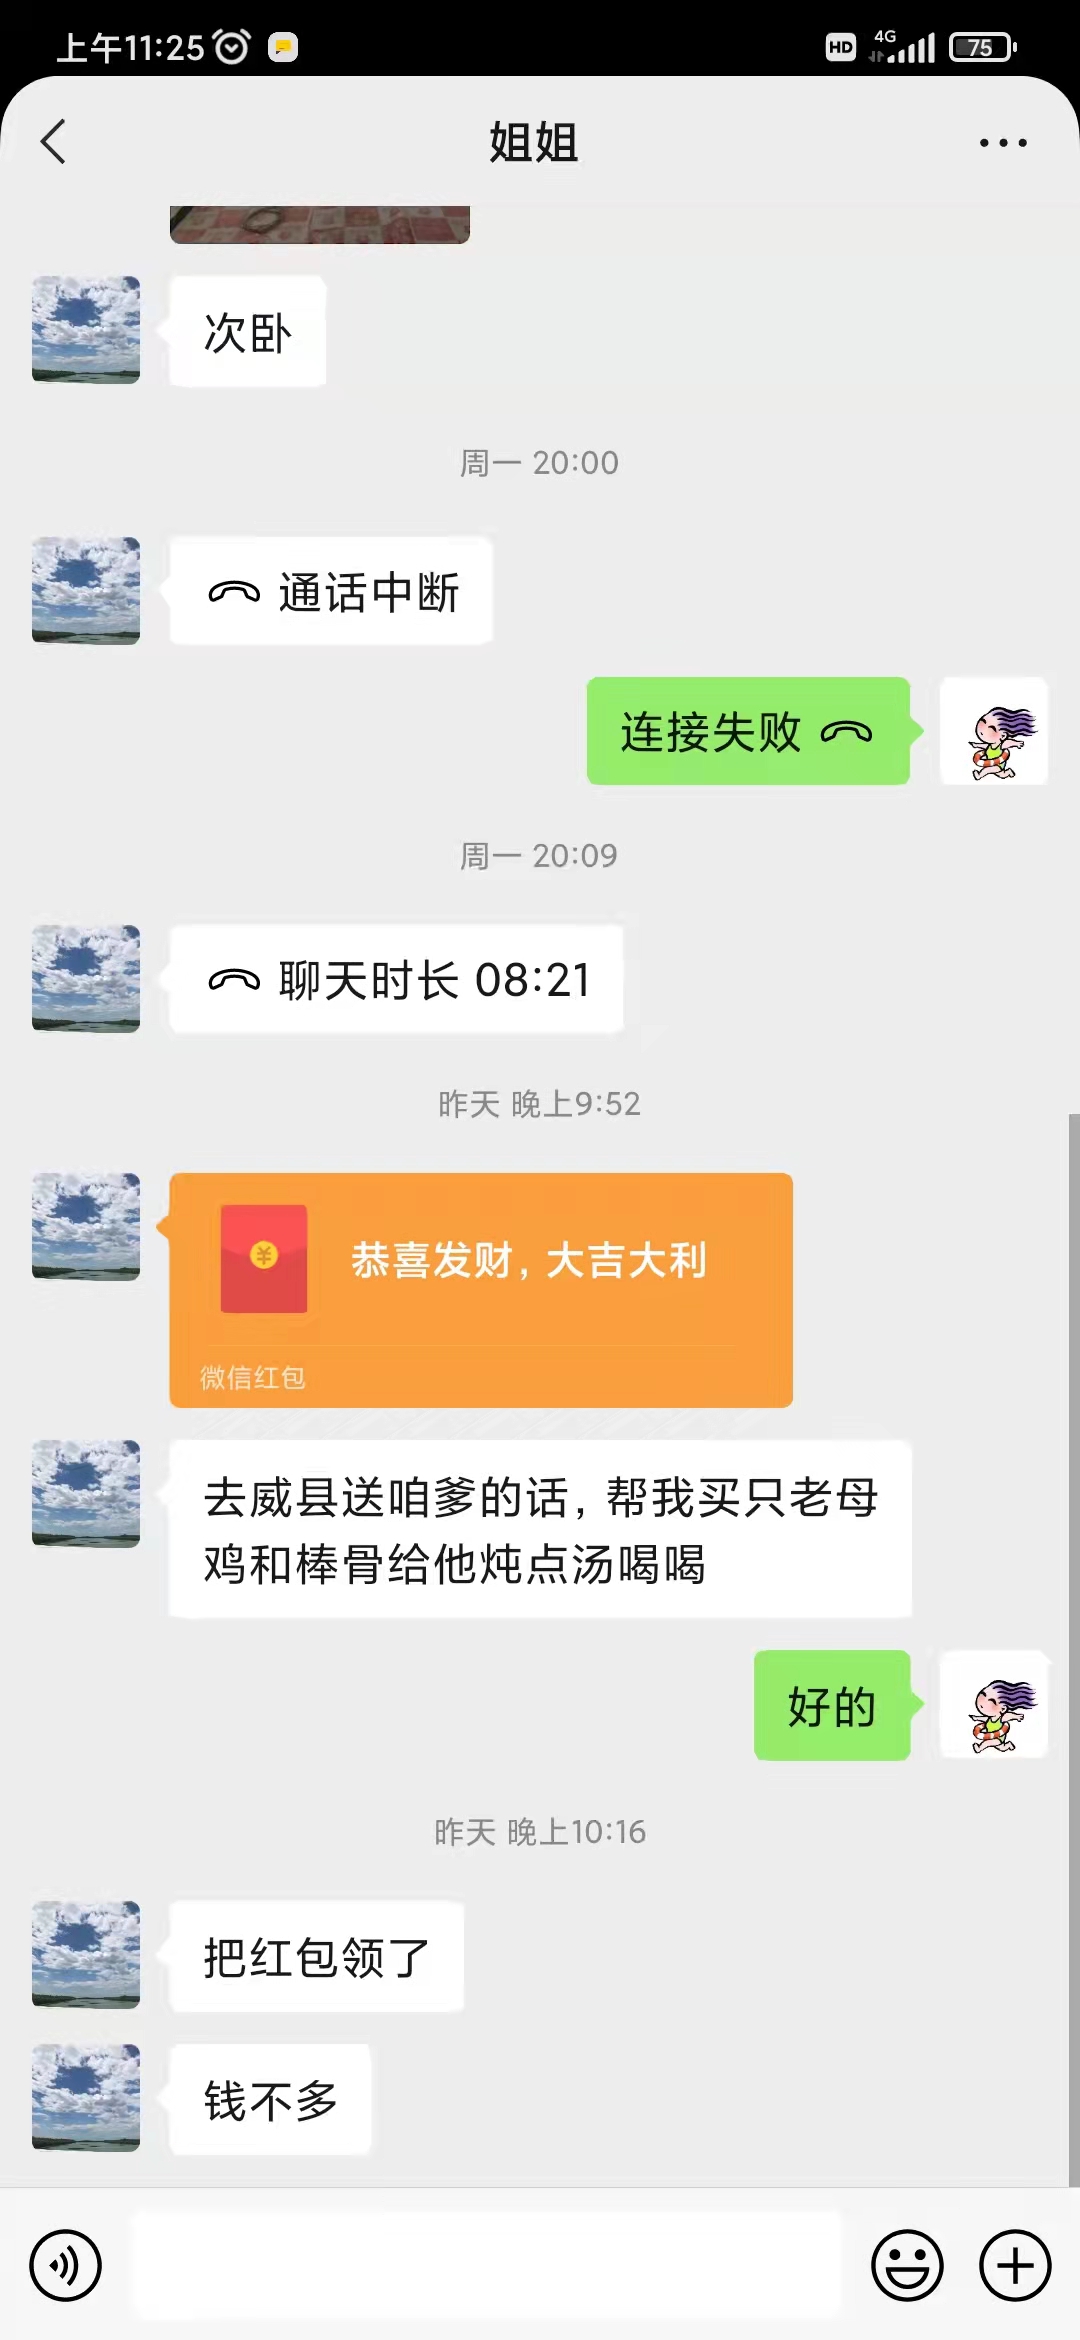 上午11:25
HD 4G 75
姐姐
次卧
周一 20:00
通话中断
连接失败
周一 20:09
聊天时长 08:21
昨天 晚上9:52
恭喜发财，大吉大利
微信红包
去威县送咱爹的话，帮我买只老母
鸡和棒骨给他炖点汤喝喝
好的
昨天 晚上10:16
把红包领了
钱不多